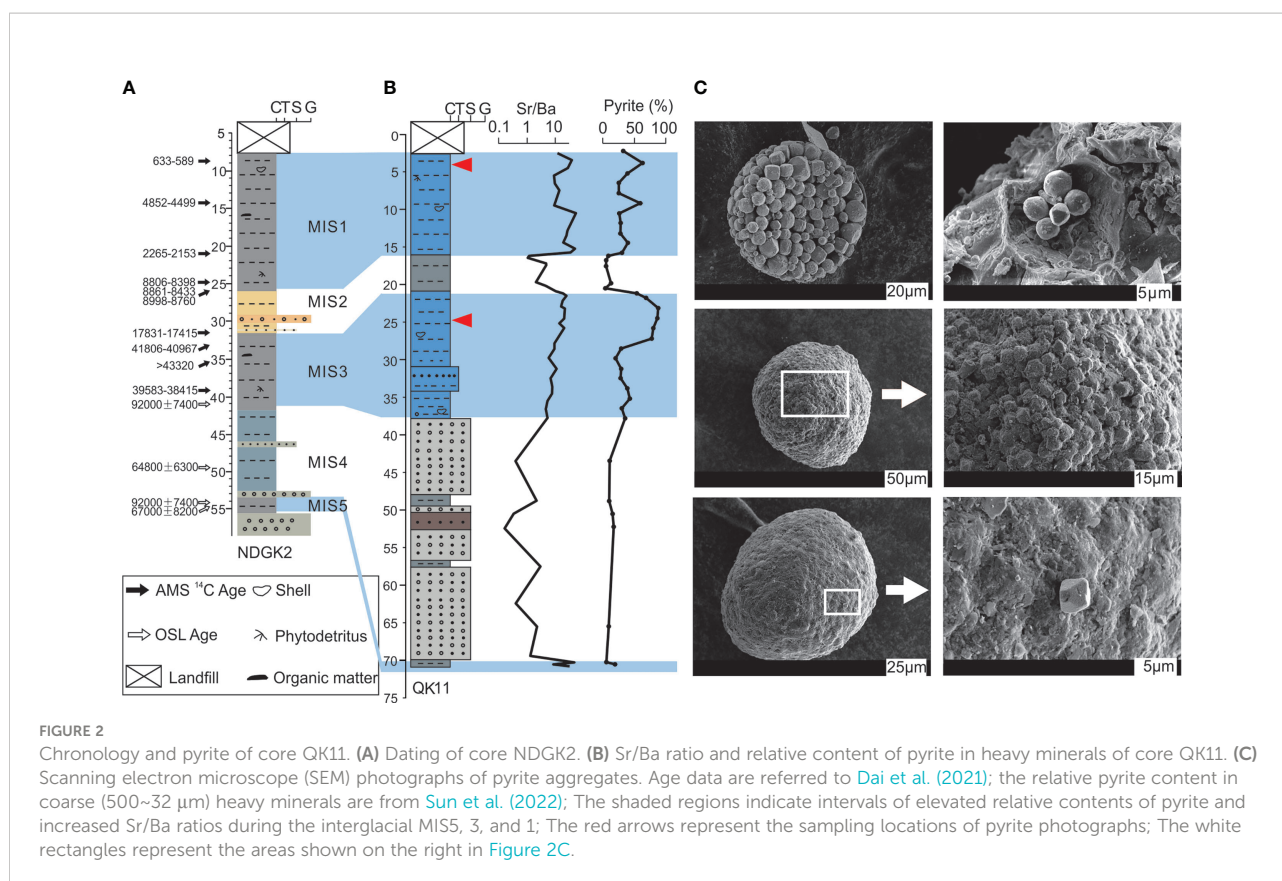 A
B
C
CTS G
CTS G
Sr/Ba
0.1 1 10
Pyrite (%)
0 50 100
5
10
15
20
25
30
35
40
45
50
55
633-589
4852-4499
2265-2153
8806-8398
8861-8433
8998-8760
17831-17415
41806-40967
>43320
39583-38415
92000±7400
64800±6300
92000±7400
67000±8200
MIS1
MIS2
MIS3
MIS4
MIS5
NDGK2
0
5
10
15
20
25
30
35
40
45
50
55
60
65
70
75
QK11
AMS ¹⁴C Age
Shell
OSL Age
Phytodetritus
Landfill
Organic matter
20µm
5µm
50µm
15µm
25µm
5µm
FIGURE 2
Chronology and pyrite of core QK11. (A) Dating of core NDGK2. (B) Sr/Ba ratio and relative content of pyrite in heavy minerals of core QK11. (C)
Scanning electron microscope (SEM) photographs of pyrite aggregates. Age data are referred to Dai et al. (2021); the relative pyrite content in
coarse (500~32 µm) heavy minerals are from Sun et al. (2022); The shaded regions indicate intervals of elevated relative contents of pyrite and
increased Sr/Ba ratios during the interglacial MIS5, 3, and 1; The red arrows represent the sampling locations of pyrite photographs; The white
rectangles represent the areas shown on the right in Figure 2C.